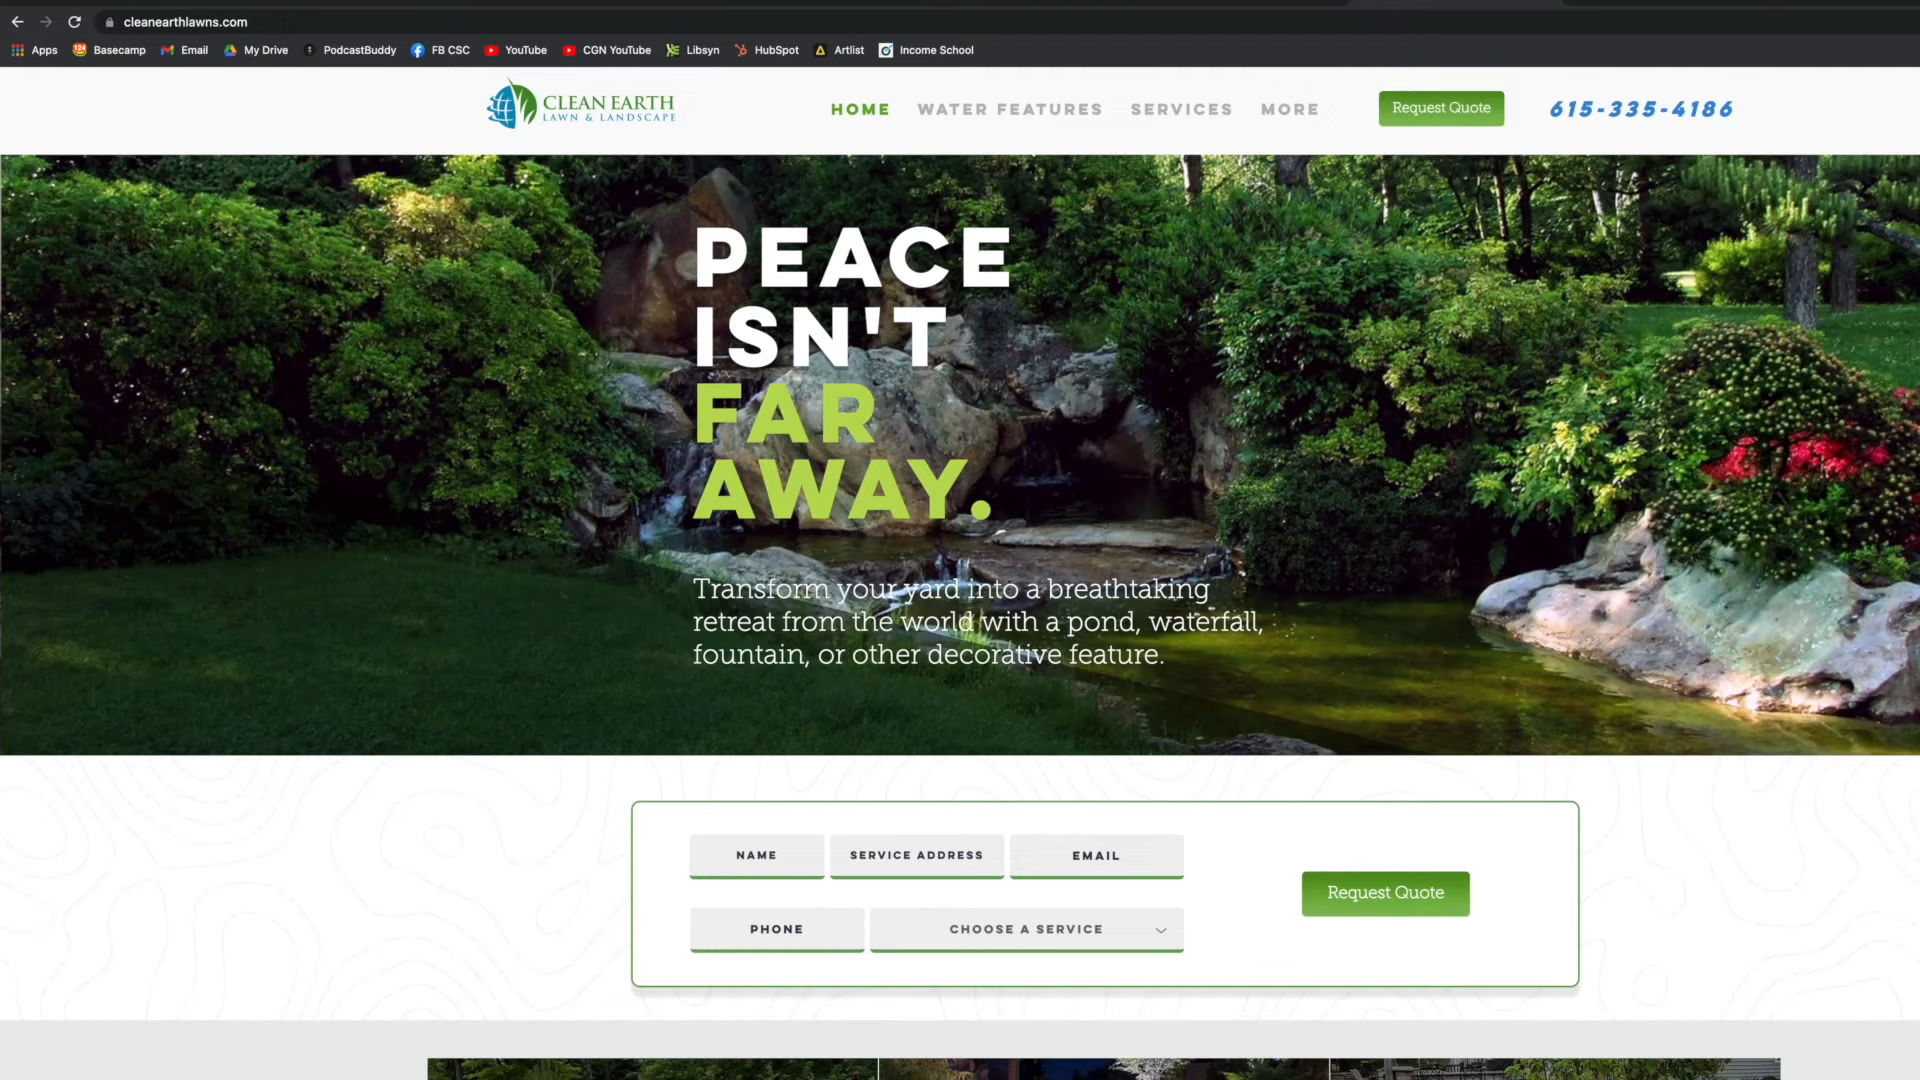 cleanearthlawns.com
Apps 124 Basecamp Email My Drive PodcastBuddy FB CSC YouTube CGN YouTube Libsyn HubSpot Artlist Income School
CLEAN EARTH
LAWN & LANDSCAPE
HOME WATER FEATURES SERVICES MORE Request Quote 615-335-4186
PEACE
ISN'T
FAR
AWAY.
Transform your yard into a breathtaking
retreat from the world with a pond, waterfall,
fountain, or other decorative feature.
NAME SERVICE ADDRESS EMAIL
Request Quote
PHONE CHOOSE A SERVICE